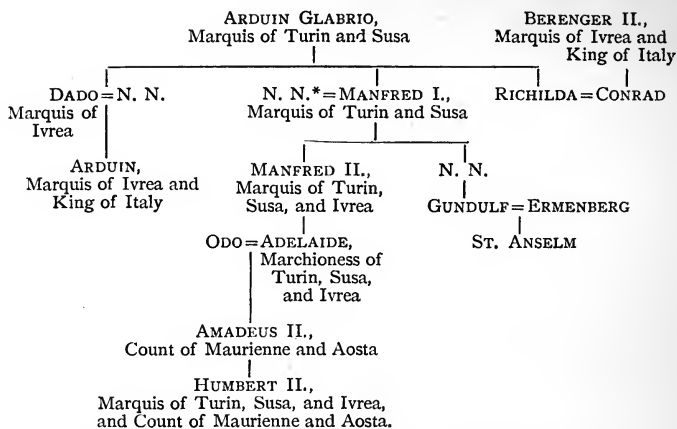 ARDUIN GLABRIO,
Marquis of Turin and Susa
BERENGER II.,
Marquis of Ivrea and
King of Italy
DADO = N. N.
Marquis of
Ivrea
N. N.* = MANFRED I.,
Marquis of Turin and Susa
RICHILDA = CONRAD
ARDUIN,
Marquis of Ivrea and
King of Italy
MANFRED II.,
Marquis of Turin,
Susa, and Ivrea
N. N.
GUNDULF = ERMENBERG
ST. ANSELM
ODO = ADELAIDE,
Marchioness of
Turin, Susa,
and Ivrea
AMADEUS II.,
Count of Maurienne and Aosta
HUMBERT II.,
Marquis of Turin, Susa, and Ivrea,
and Count of Maurienne and Aosta.